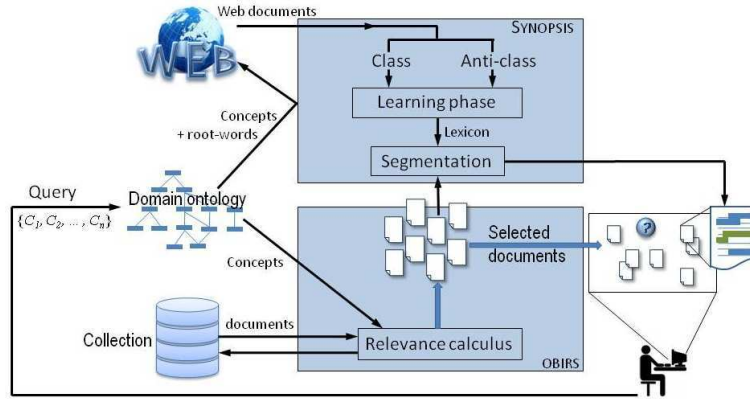 Web documents
SYNOPSIS
WEB
Class
Anti-class
Learning phase
Concepts
+ root-words
Lexicon
Segmentation
Query
Domain ontology
{C1, C2, ... , Cn}
Selected
documents
?
Concepts
documents
Collection
Relevance calculus
OBIRS